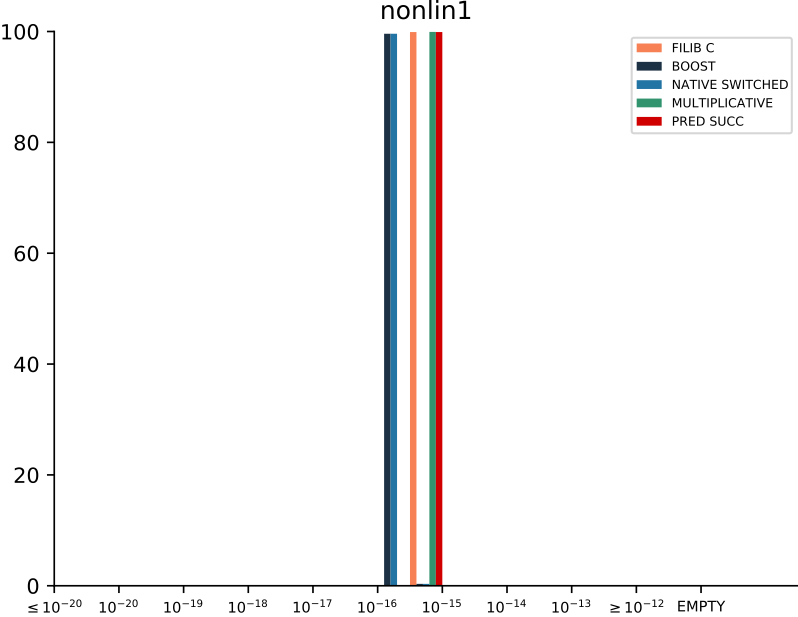 nonlin1
100
80
60
40
20
0
FILIB C
BOOST
NATIVE SWITCHED
MULTIPLICATIVE
PRED SUCC
≤ 10⁻²⁰ 10⁻²⁰ 10⁻¹⁹ 10⁻¹⁸ 10⁻¹⁷ 10⁻¹⁶ 10⁻¹⁵ 10⁻¹⁴ 10⁻¹³ ≥ 10⁻¹² EMPTY